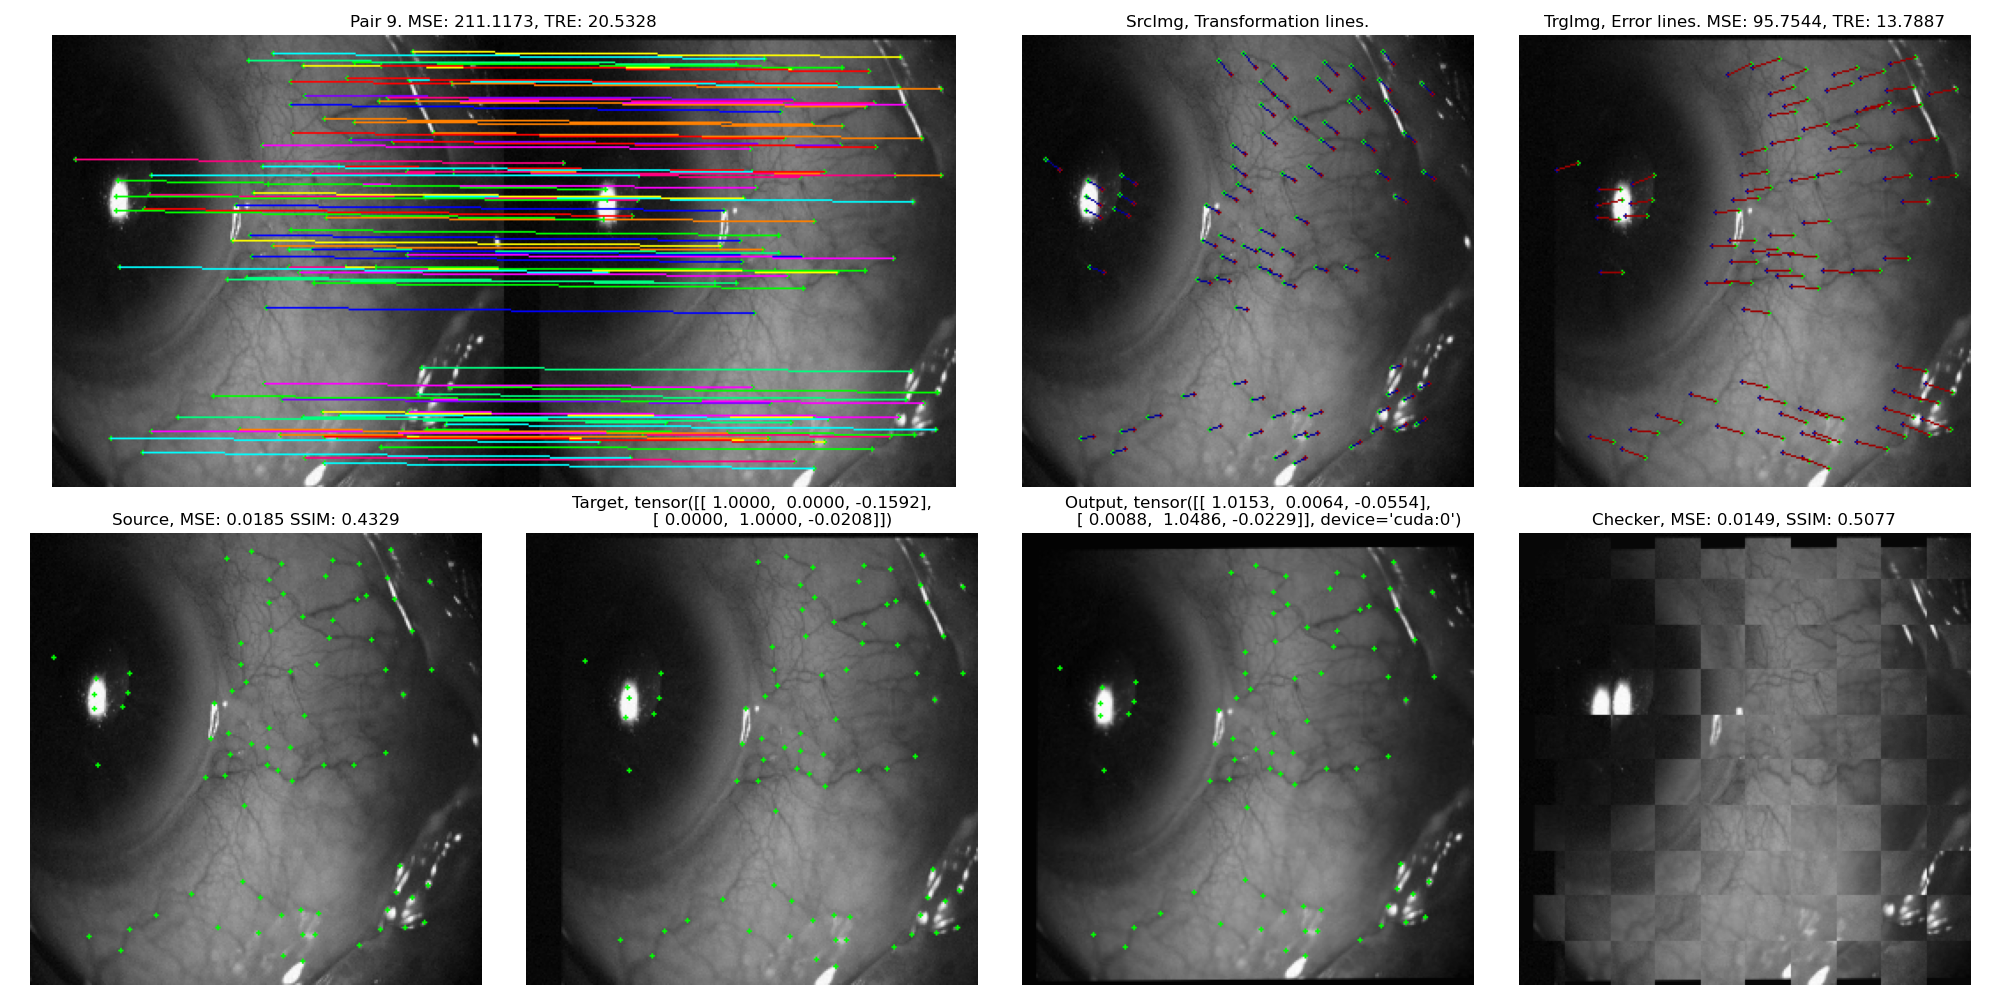 Pair 9. MSE: 211.1173, TRE: 20.5328
SrcImg, Transformation lines.
TrgImg, Error lines. MSE: 95.7544, TRE: 13.7887
Source, MSE: 0.0185 SSIM: 0.4329
Target, tensor([[ 1.0000,  0.0000, -0.1592],
[ 0.0000,  1.0000, -0.0208]])
Output, tensor([[ 1.0153,  0.0064, -0.0554],
[ 0.0088,  1.0486, -0.0229]], device='cuda:0')
Checker, MSE: 0.0149, SSIM: 0.5077